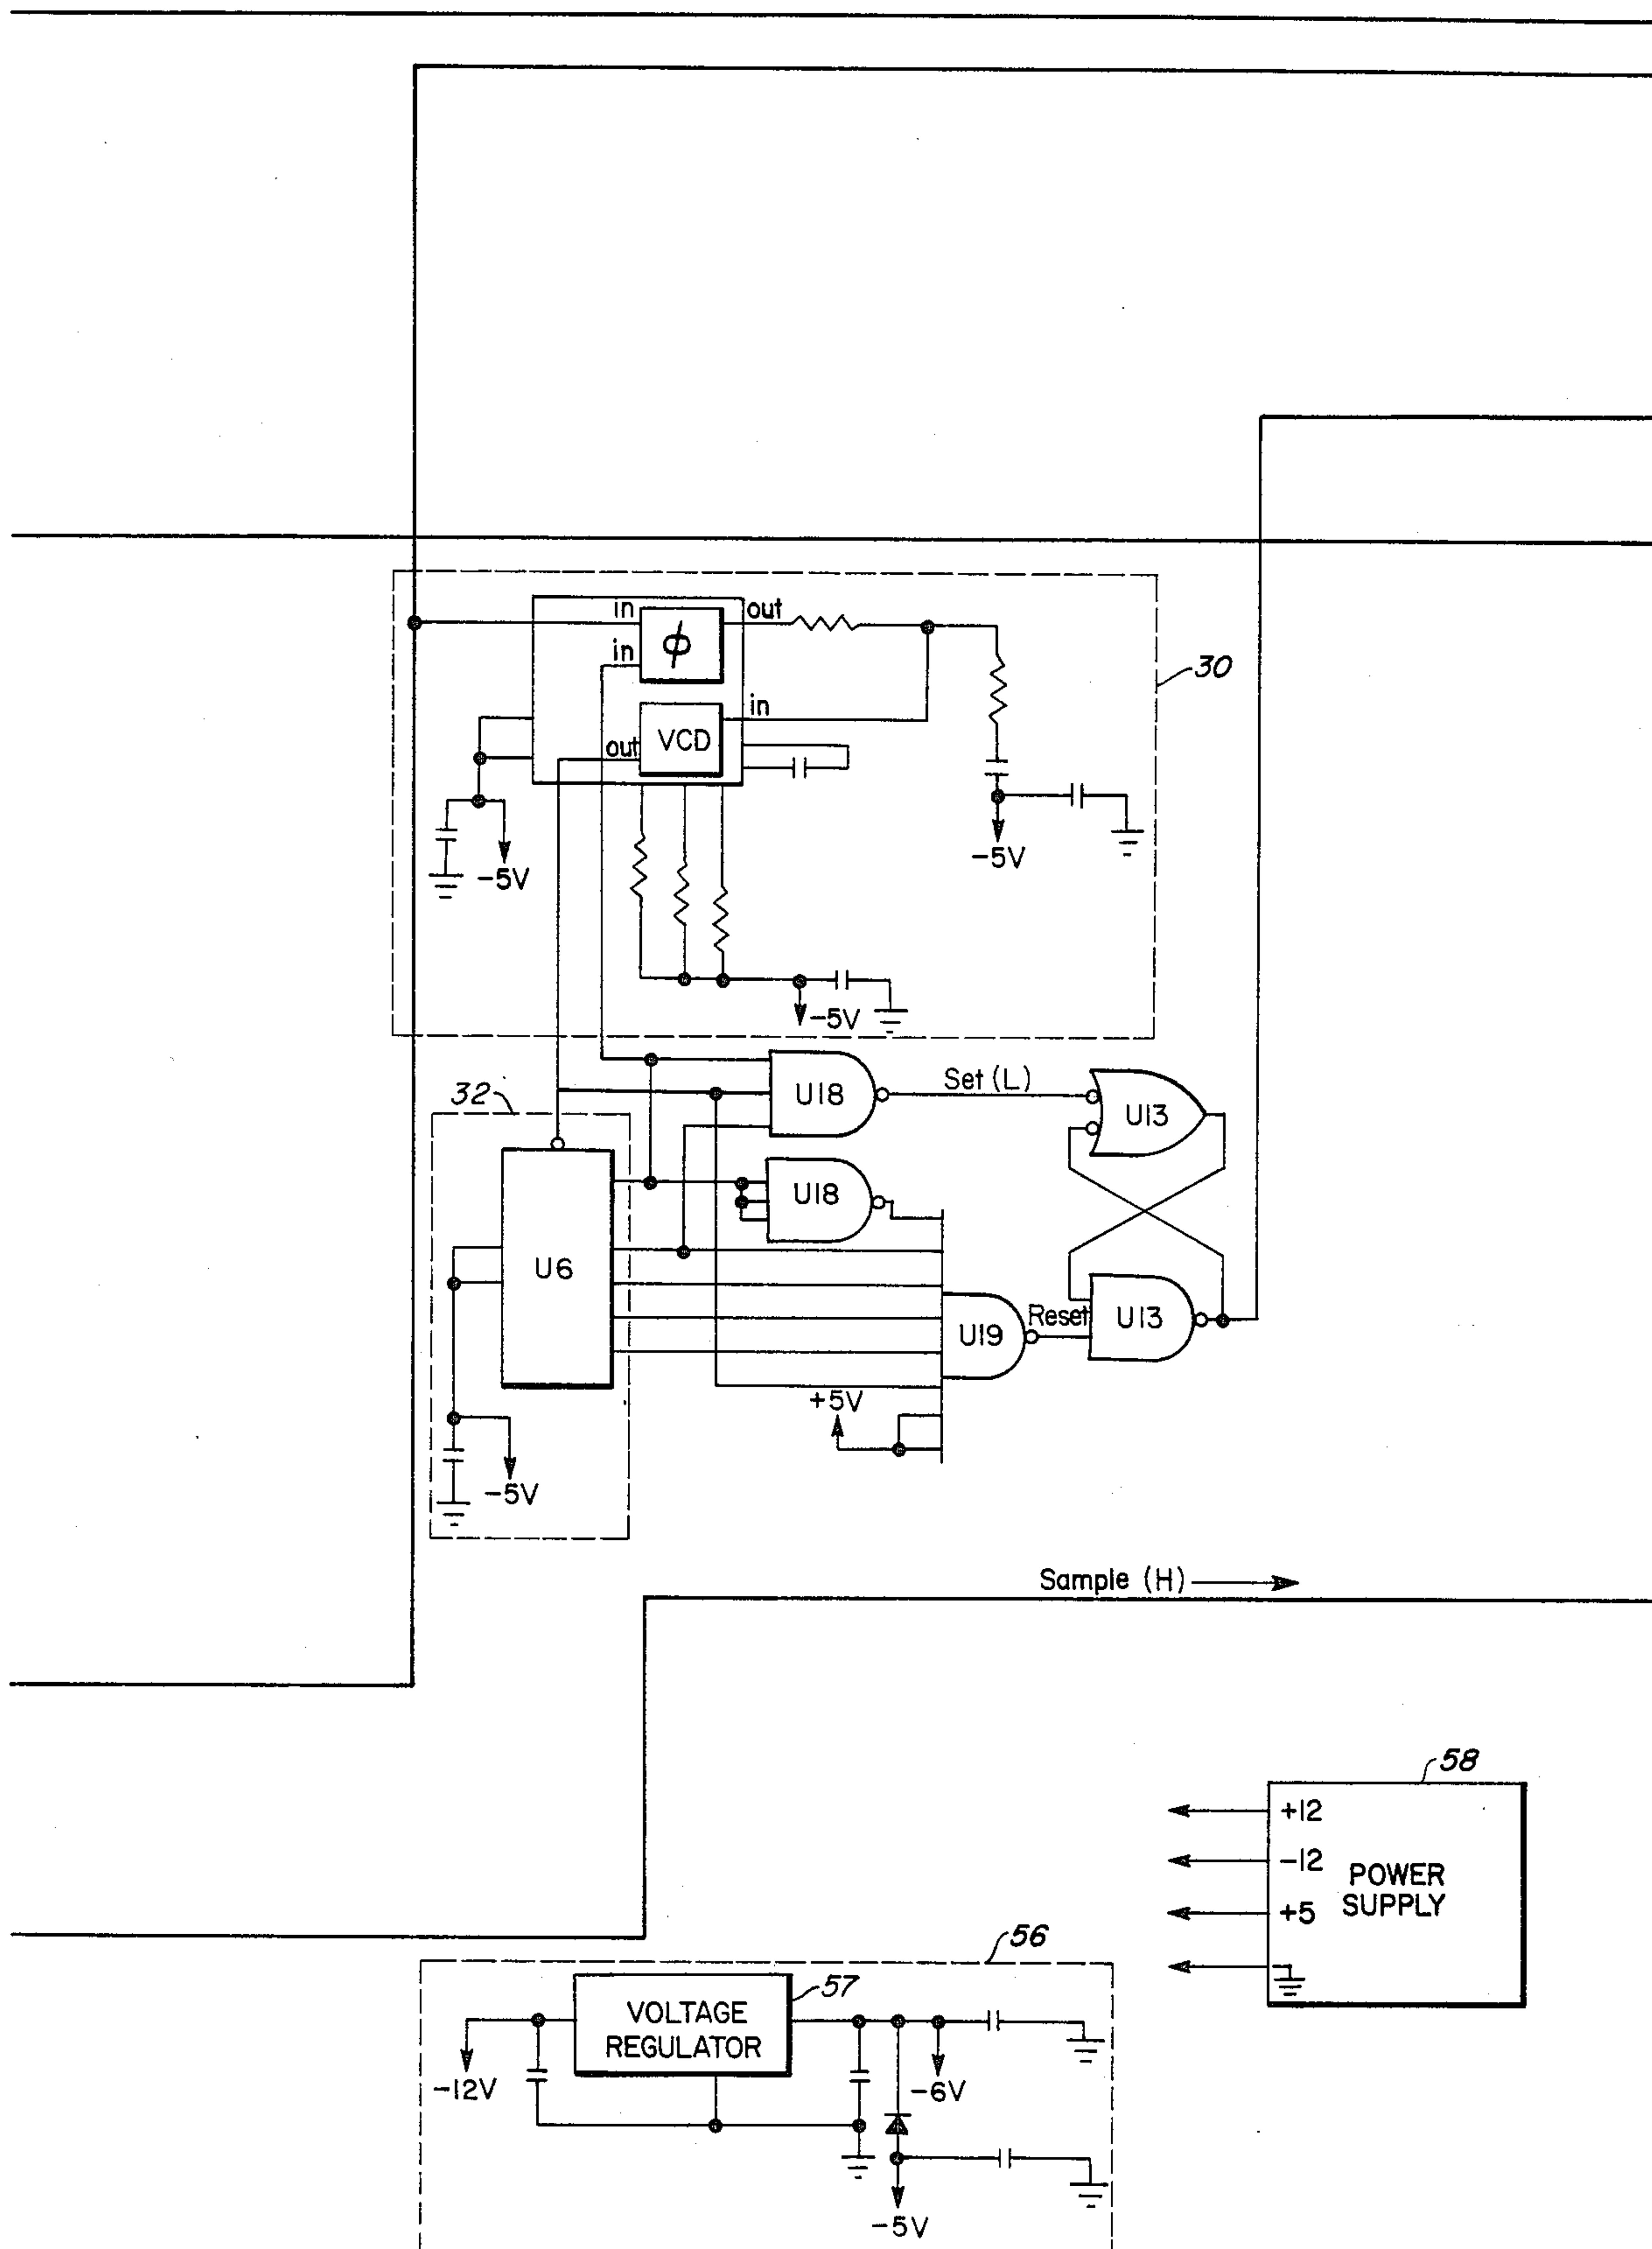 in
out
ϕ
in
30
in
VCD
out
-5V
-5V
-5V
32
U18
Set (L)
U13
U18
U6
U19
Reset
U13
+5V
-5V
Sample (H)
58
+12
-12
POWER
SUPPLY
+5
56
57
VOLTAGE
REGULATOR
-12V
-6V
-5V